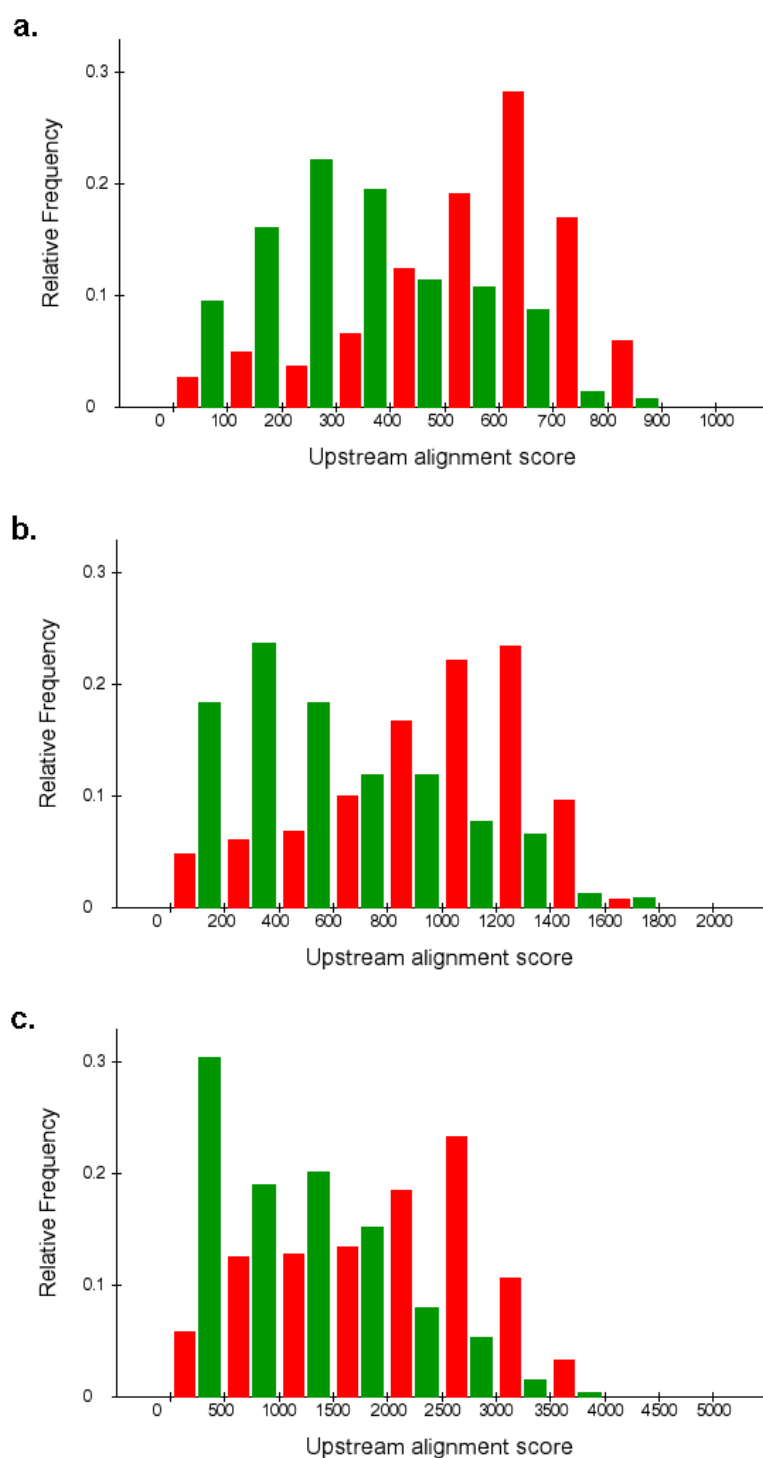 a.
0.3
0.2
0.1
0
Relative Frequency
0 100 200 300 400 500 600 700 800 900 1000
Upstream alignment score
b.
0.3
0.2
0.1
0
Relative Frequency
0 200 400 600 800 1000 1200 1400 1800 2000
Upstream alignment score
c.
0.3
0.2
0.1
0
Relative Frequency
0 500 1000 1500 2000 2500 3000 3500 4000 4500 5000
Upstream alignment score